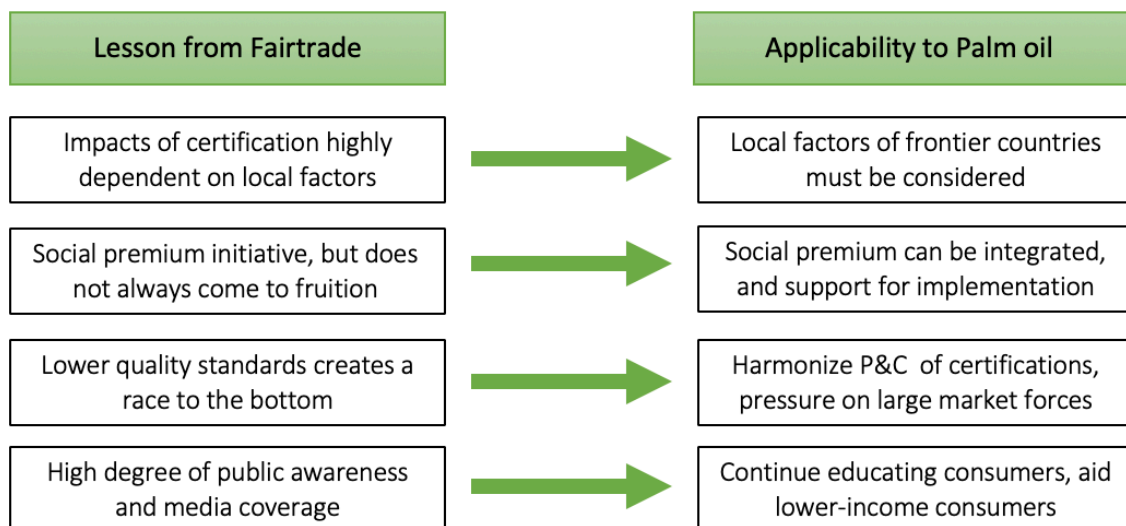 Lesson from Fairtrade
Applicability to Palm oil
Impacts of certification highly
dependent on local factors
Local factors of frontier countries
must be considered
Social premium initiative, but does
not always come to fruition
Social premium can be integrated,
and support for implementation
Lower quality standards creates a
race to the bottom
Harmonize P&C of certifications,
pressure on large market forces
High degree of public awareness
and media coverage
Continue educating consumers, aid
lower-income consumers